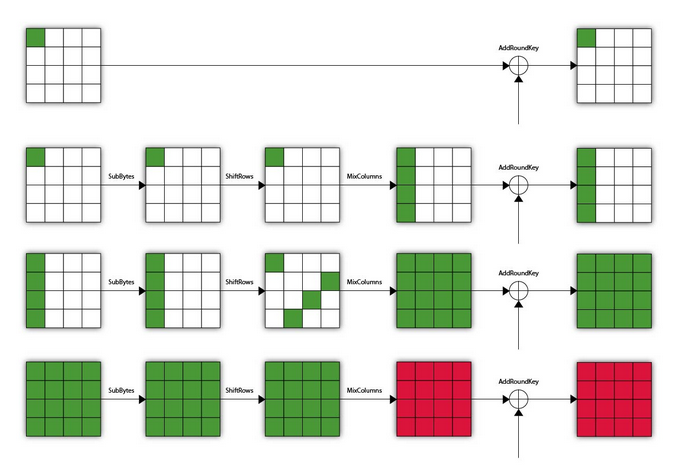 AddRoundKey
AddRoundKey
SubBytes
ShiftRows
MixColumns
AddRoundKey
SubBytes
ShiftRows
MixColumns
AddRoundKey
SubBytes
ShiftRows
MixColumns